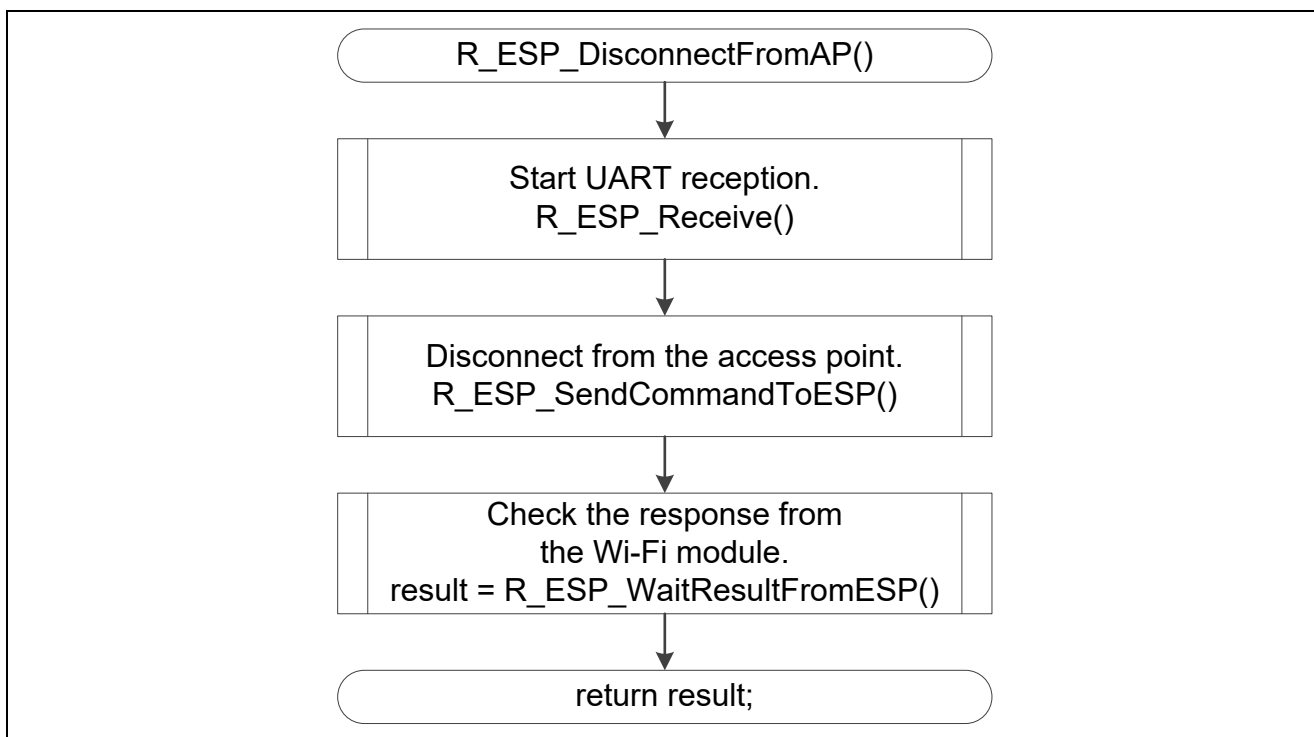 R_ESP_DisconnectFromAP()
Start UART reception.
R_ESP_Receive()
Disconnect from the access point.
R_ESP_SendCommandToESP()
Check the response from
the Wi-Fi module.
result = R_ESP_WaitResultFromESP()
return result;